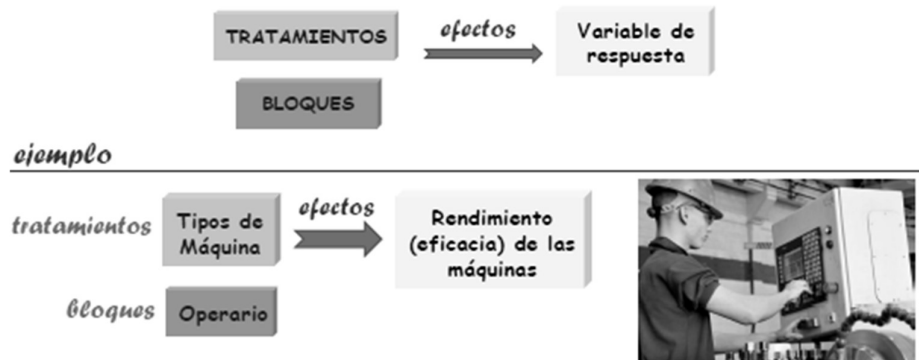 TRATAMIENTOS
efectos
Variable de
respuesta
BLOQUES
ejemplo
tratamientos
Tipos de
Máquina
efectos
Rendimiento
(eficacia) de las
máquinas
bloques
Operario